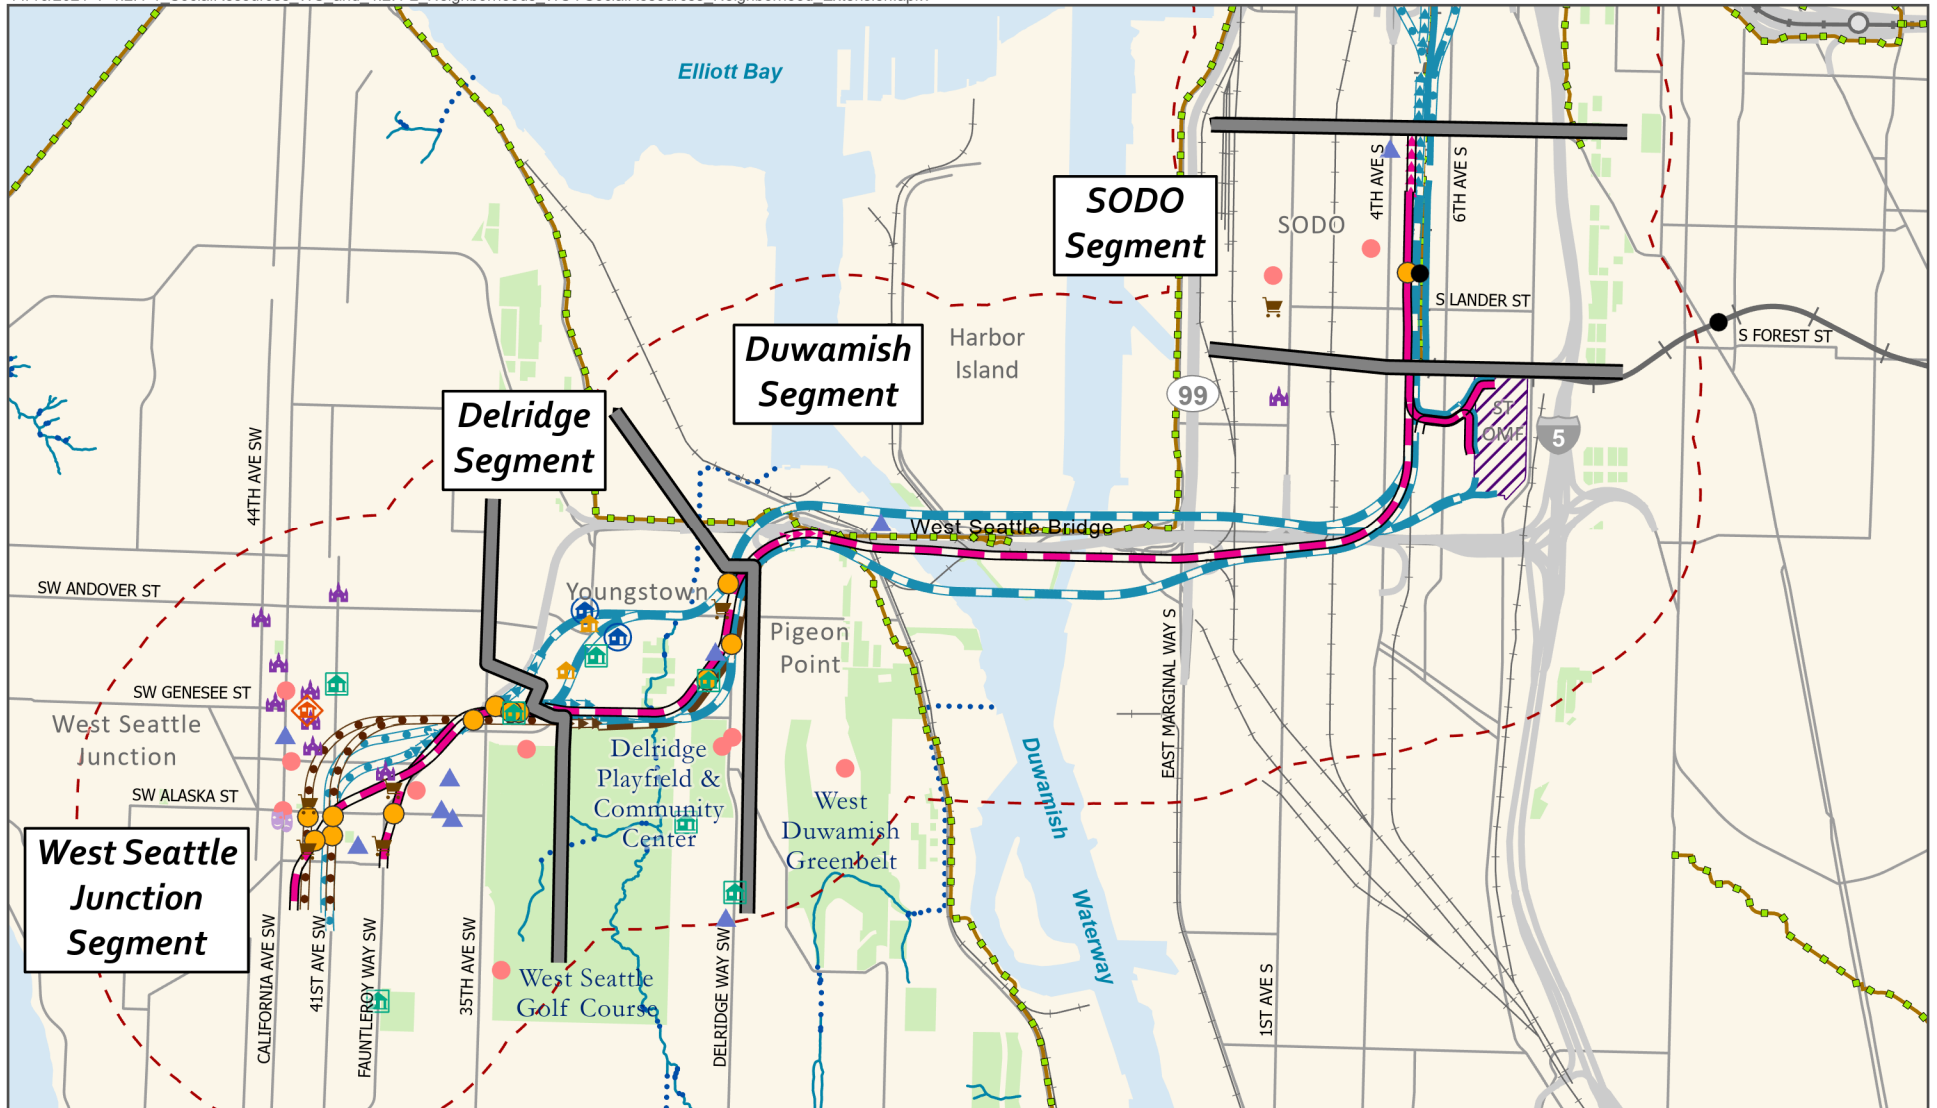 Elliott Bay
SODO
Segment
4TH AVE S
6TH AVE S
SODO
S LANDER ST
S FOREST ST
Harbor
Island
Duwamish
Segment
99
Delridge
Segment
ST
OMF
5
44TH AVE SW
West Seattle Bridge
SW ANDOVER ST
Youngstown
Pigeon
Point
EAST MARGINAL WAY S
SW GENESEE ST
West Seattle
Junction
SW ALASKA ST
Delridge
Playfield &
Community
Center
West
Duwamish
Greenbelt
Duwamish
Waterway
West Seattle
Junction
Segment
CALIFORNIA AVE SW
41ST AVE SW
FAUNTLEROY WAY SW
35TH AVE SW
West Seattle
Golf Course
DELRIDGE WAY SW
1ST AVE S